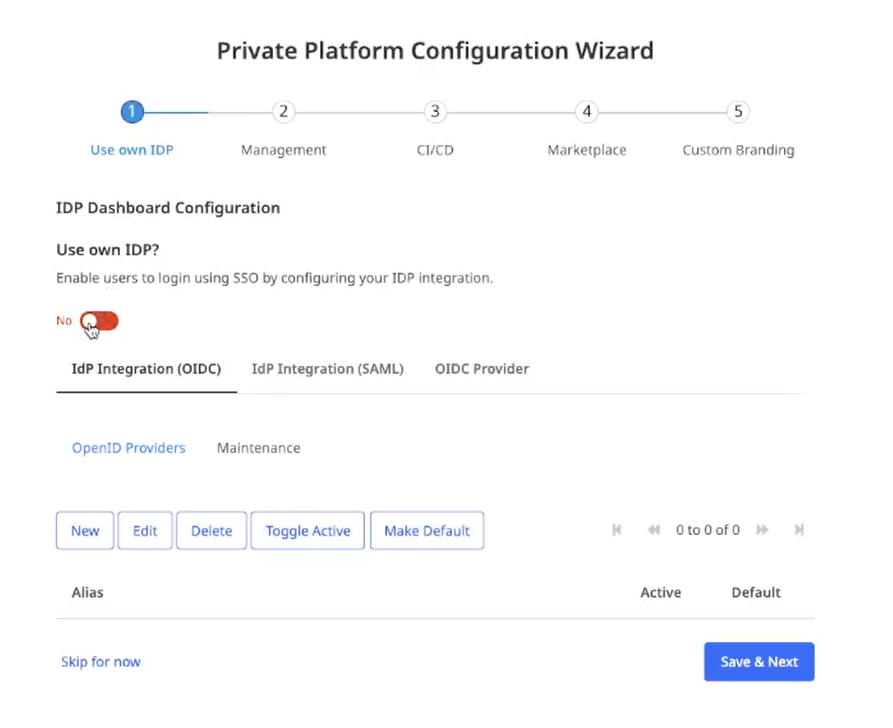 Private Platform Configuration Wizard
1 2 3 4 5
Use own IDP Management CI/CD Marketplace Custom Branding
IDP Dashboard Configuration
Use own IDP?
Enable users to login using SSO by configuring your IDP integration.
No
IdP Integration (OIDC) IdP Integration (SAML) OIDC Provider
OpenID Providers Maintenance
New Edit Delete Toggle Active Make Default 0 to 0 of 0
Alias Active Default
Skip for now Save & Next